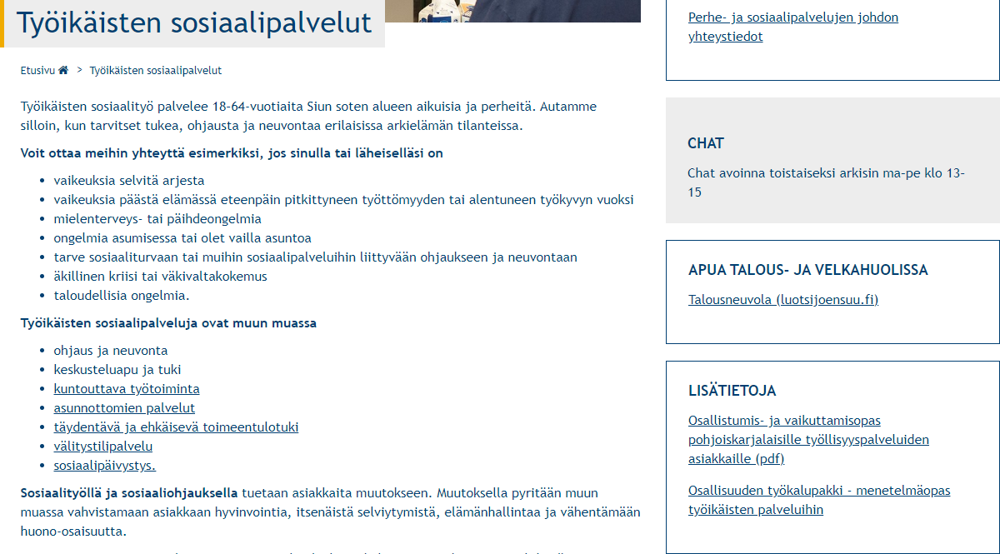 Työikäisten sosiaalipalvelut
Etusivu > Työikäisten sosiaalipalvelut
Työikäisten sosiaalityö palvelee 18-64-vuotiaita Siun soten alueen aikuisia ja perheitä. Autamme
silloin, kun tarvitset tukea, ohjausta ja neuvontaa erilaisissa arkielämän tilanteissa.
Voit ottaa meihin yhteyttä esimerkiksi, jos sinulla tai läheiselläsi on
• vaikeuksia selvitä arjesta
• vaikeuksia päästä elämässä eteenpäin pitkittyneen työttömyyden tai alentuneen työkyvyn vuoksi
• mielenterveys- tai päihdeongelmia
• ongelmia asumisessa tai olet vailla asuntoa
• tarve sosiaaliturvaan tai muihin sosiaalipalveluihin liittyvään ohjaukseen ja neuvontaan
• äkillinen kriisi tai väkivaltakokemus
• taloudellisia ongelmia.
Työikäisten sosiaalipalveluja ovat muun muassa
• ohjaus ja neuvonta
• keskusteluapu ja tuki
• kuntouttava työtoiminta
• asunnottomien palvelut
• täydentävä ja ehkäisevä toimeentulotuki
• välitystilipalvelu
• sosiaalipäivystys.
Sosiaalityöllä ja sosiaaliohjauksella tuetaan asiakkaita muutokseen. Muutoksella pyritään muun
muassa vahvistamaan asiakkaan hyvinvointia, itsenäistä selviytymistä, elämänhallintaa ja vähentämään
huono-osaisuutta.
Perhe- ja sosiaalipalvelujen johdon
yhteystiedot
CHAT
Chat avoinna toistaiseksi arkisin ma-pe klo 13-
15
APUA TALOUS- JA VELKAHUOLISSA
Talousneuvola (luotsijoensuu.fi)
LISÄTIETOJA
Osallistumis- ja vaikuttamisopas
pohjoiskarjalaisille työllisyyspalveluiden
asiakkaille (pdf)
Osallisuuden työkalupakki - menetelmäopas
työikäisten palveluihin